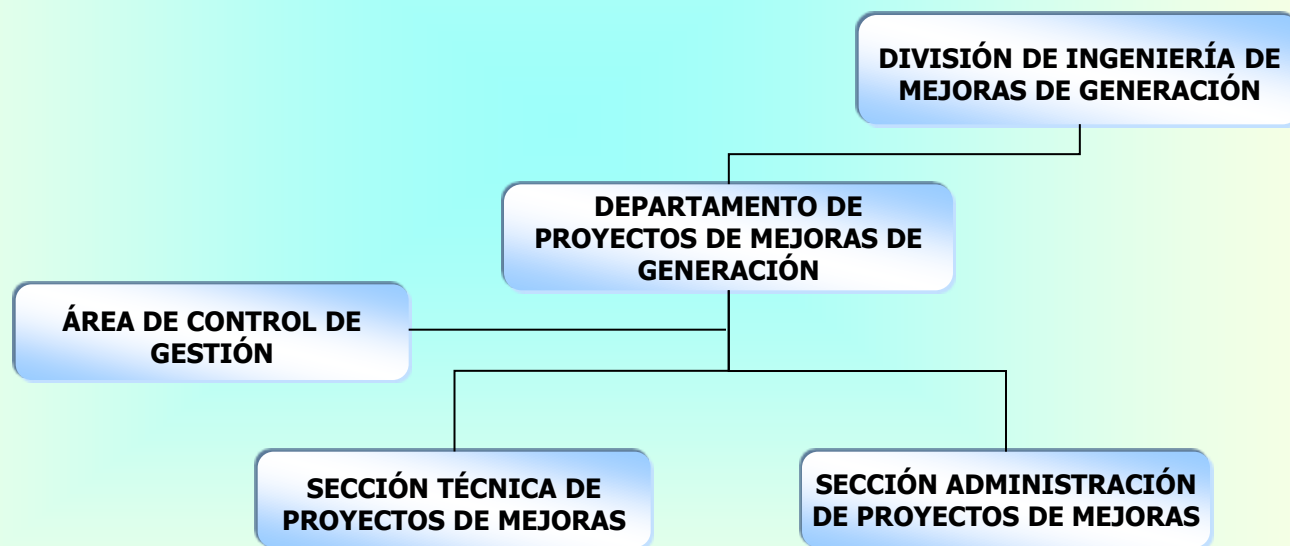 DIVISIÓN DE INGENIERÍA DE
MEJORAS DE GENERACIÓN
DEPARTAMENTO DE
PROYECTOS DE MEJORAS DE
GENERACIÓN
ÁREA DE CONTROL DE
GESTIÓN
SECCIÓN TÉCNICA DE
PROYECTOS DE MEJORAS
SECCIÓN ADMINISTRACIÓN
DE PROYECTOS DE MEJORAS